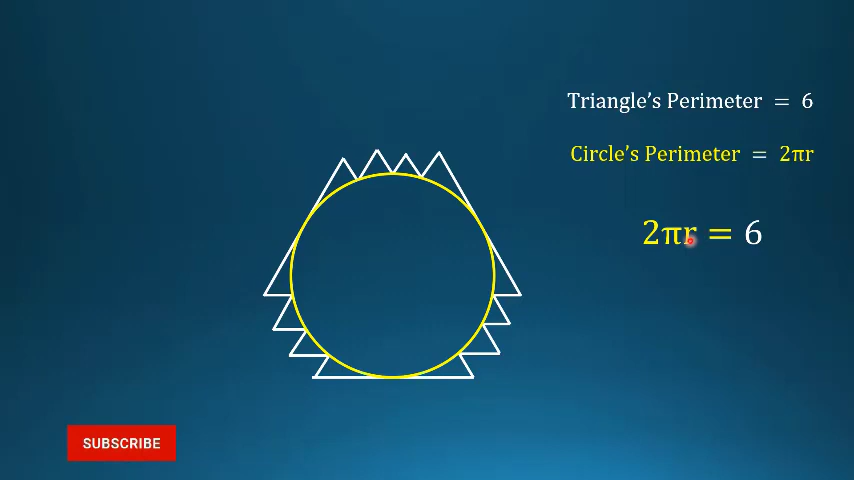 Triangle's Perimeter = 6
Circle's Perimeter = 2πr
2πr = 6
SUBSCRIBE